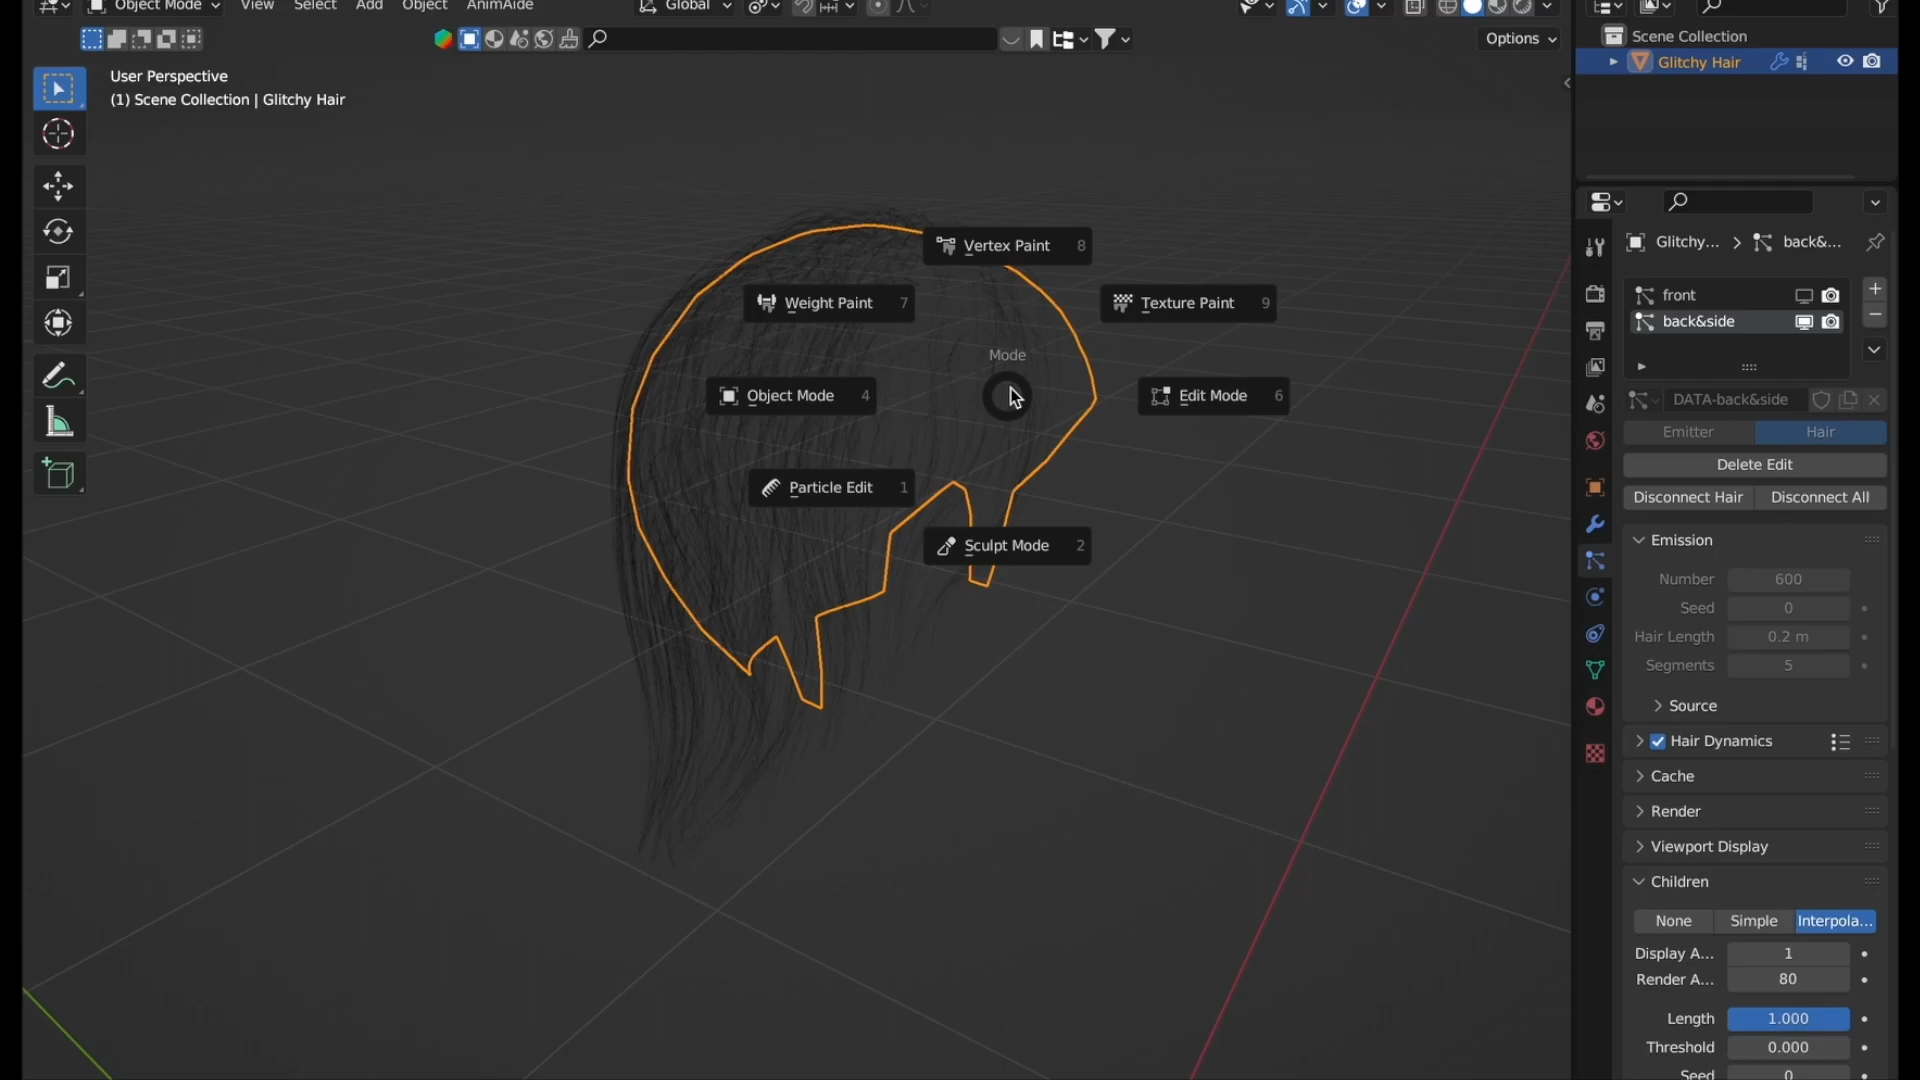 Object Mode View Select Add Object AnimAide Global
Options
User Perspective
(1) Scene Collection | Glitchy Hair
Vertex Paint 8
Weight Paint 7
Texture Paint 9
Mode
Object Mode 4
Edit Mode 6
Particle Edit 1
Sculpt Mode 2
Scene Collection
Glitchy Hair
Glitchy... back&...
front
back&side
DATA-back&side
Emitter Hair
Delete Edit
Disconnect Hair Disconnect All
Emission
Number 600
Seed 0
Hair Length 0.2 m
Segments 5
Source
Hair Dynamics
Cache
Render
Viewport Display
Children
None Simple Interpola...
Display A... 1
Render A... 80
Length 1.000
Threshold 0.000
Seed 0